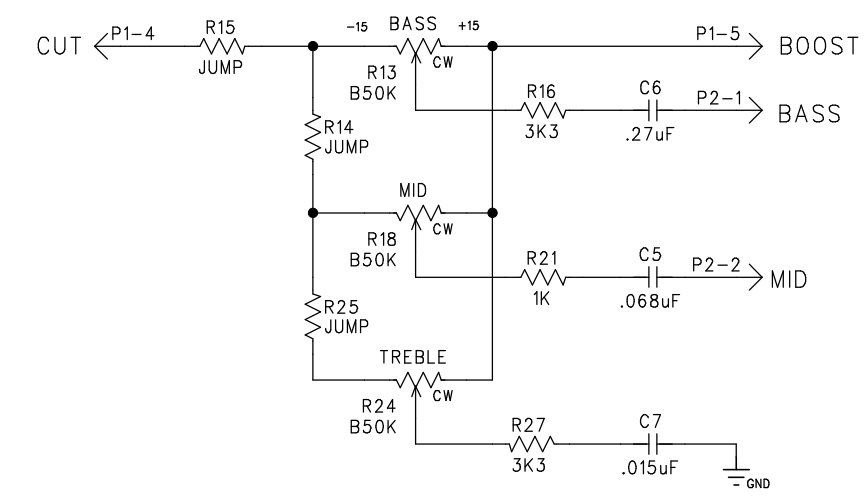 CUT
P1-4
R15
JUMP
-15
BASS
+15
CW
R13
B50K
P1-5
BOOST
R16
3K3
C6
.27uF
P2-1
BASS
R14
JUMP
MID
CW
R18
B50K
R21
1K
C5
.068uF
P2-2
MID
R25
JUMP
TREBLE
CW
R24
B50K
R27
3K3
C7
.015uF
GND